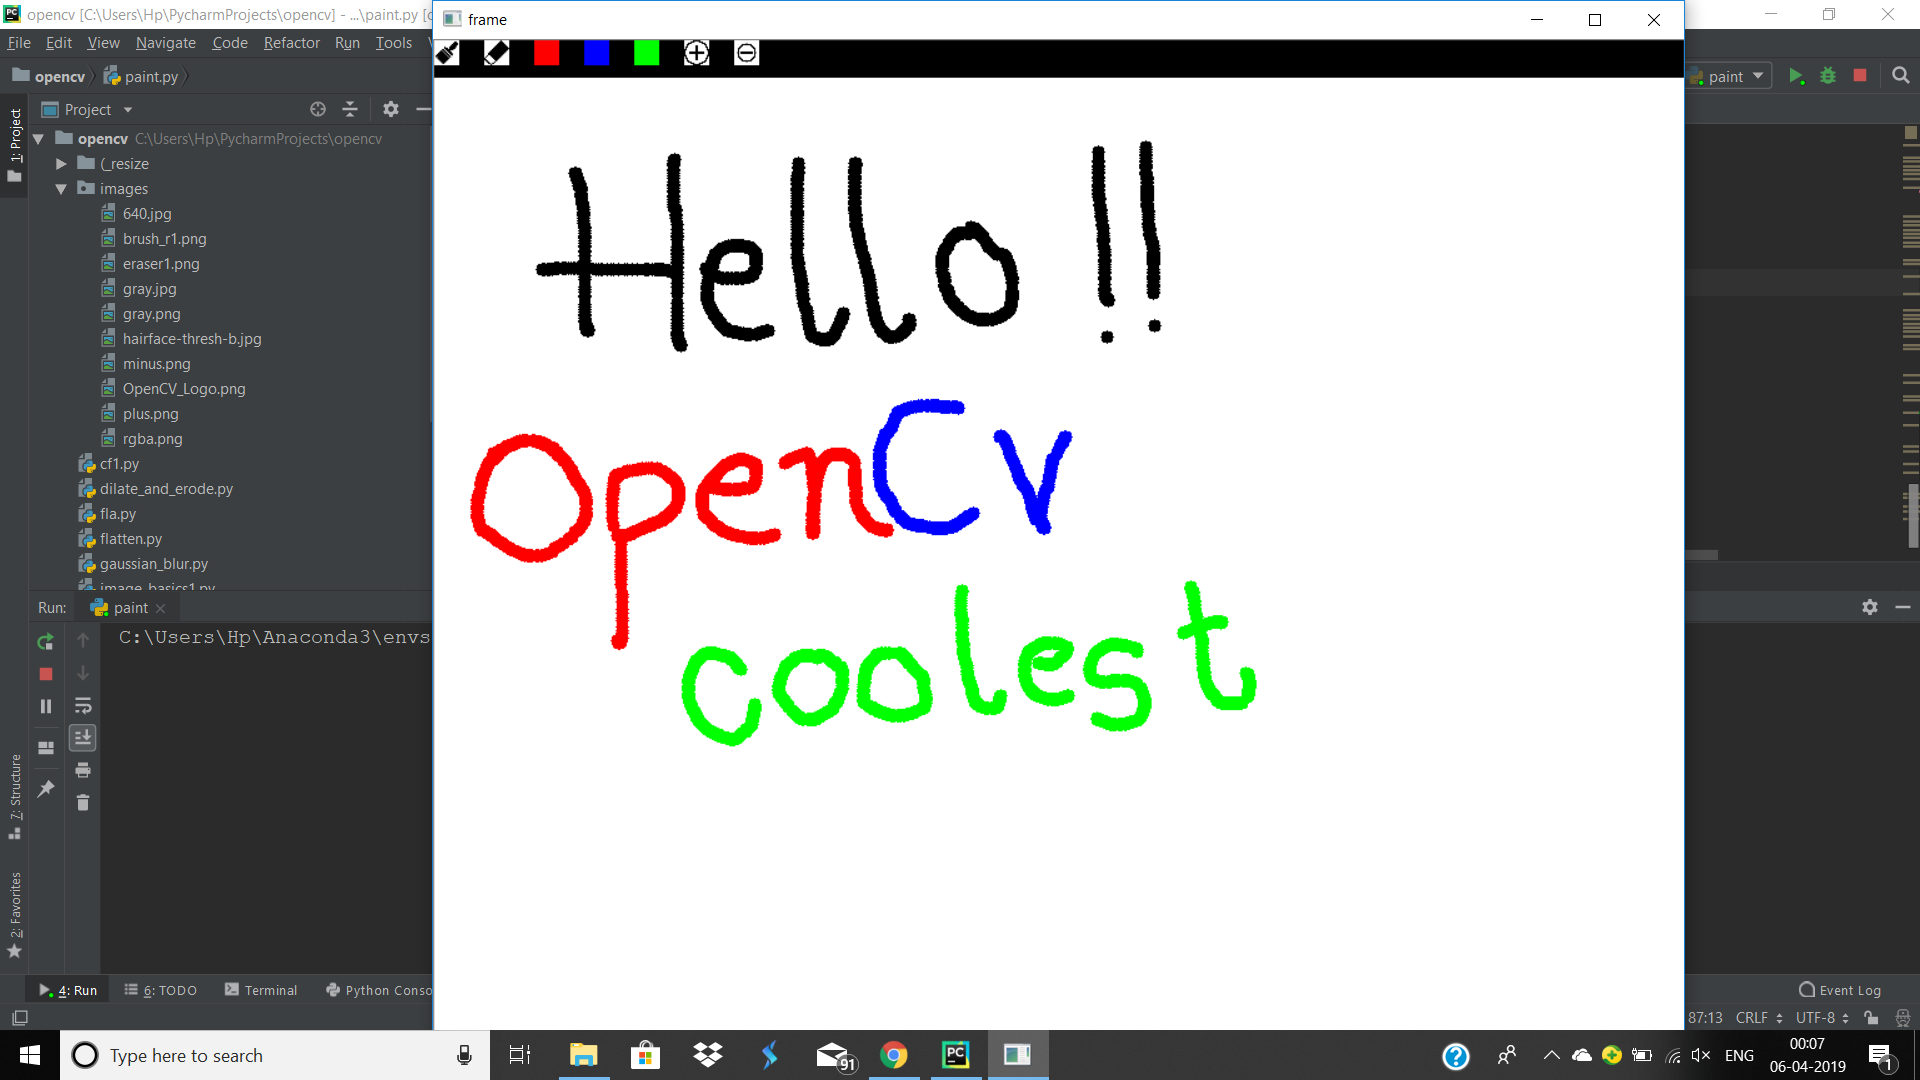 opencv [C:\Users\Hp\PycharmProjects\opencv] - ...\paint.py [o
frame
File Edit View Navigate Code Refactor Run Tools
opencv paint.py
paint
Project
opencv C:\Users\Hp\PycharmProjects\opencv
(_resize
images
640.jpg
brush_r1.png
eraser1.png
gray.jpg
gray.png
hairface-thresh-b.jpg
minus.png
OpenCV_Logo.png
plus.png
rgba.png
cf1.py
dilate_and_erode.py
fla.py
flatten.py
gaussian_blur.py
image_basics1.py
1: Project
7: Structure
2: Favorites
Hello !!
OpenCv
coolest
Run: paint
C:\Users\Hp\Anaconda3\envs
4: Run 6: TODO Terminal Python Conso
Event Log
87:13 CRLF UTF-8
Type here to search
91
ENG
00:07
06-04-2019
1